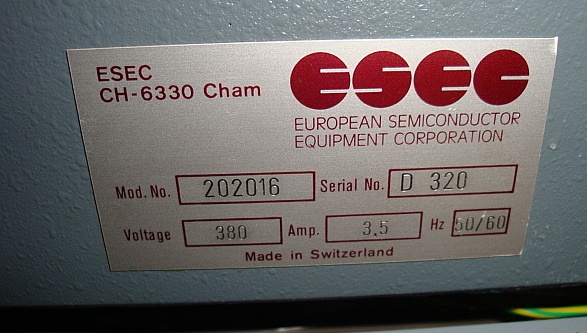 ESEC
CH-6330 Cham
ESEC
EUROPEAN SEMICONDUCTOR
EQUIPMENT CORPORATION
Mod. No. 202016 Serial No. D 320
Voltage 380 Amp. 3,5 Hz 50/60
Made in Switzerland